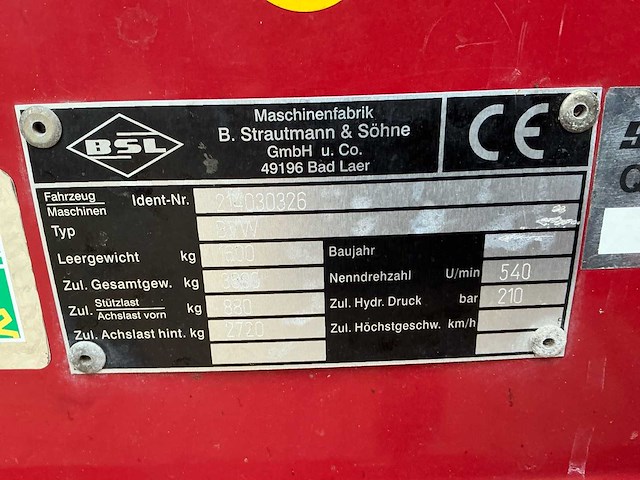 BSL
Maschinenfabrik
B. Strautmann & Söhne
GmbH u. Co.
49196 Bad Laer
CE
Fahrzeug
Maschinen Ident-Nr.
Typ
Leergewicht kg
Zul. Gesamtgew. kg
Zul. Stützlast
Achslast vorn kg 880
Zul. Achslast hint. kg 2720
Baujahr
Nenndrehzahl U/min 540
Zul. Hydr. Druck bar 210
Zul. Höchstgeschw. km/h